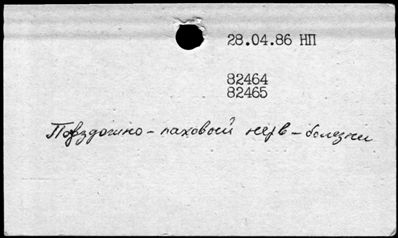 28.04.86 НП
82464
82465
Подвздошно-паховой нерв-болезни